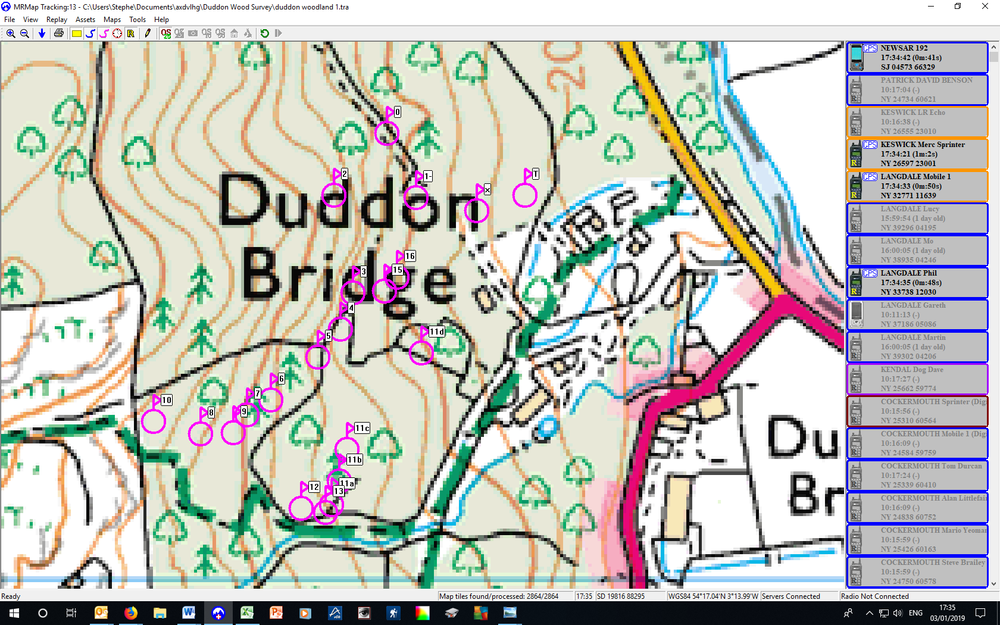 MRMap Tracking:13 - C:\Users\Stephe\Documents\axdvlhg\Duddon Wood Survey\duddon woodland 1.tra
File View Replay Assets Maps Tools Help
R
QS
20
0
2
1-
x
T
Duddon
Bridge
16
15
3
4
5
11d
6
7
10
8
9
11c
11b
11a
12
13
Du
Br
GPS NEWSAR 192
17:34:42 (0m:41s)
SJ 04573 66329
PATRICK DAVID BENSON
10:17:04 (-)
R NY 24734 60621
KESWICK LR Echo
10:16:38 (-)
R NY 26555 23010
GPS KESWICK Merc Sprinter
17:34:21 (1m:2s)
R NY 26597 23001
GPS LANGDALE Mobile 1
17:34:33 (0m:50s)
R NY 32771 11639
LANGDALE Lucy
15:59:54 (1 day old)
R NY 39296 04195
LANGDALE Mo
16:00:05 (1 day old)
R NY 38935 04246
GPS LANGDALE Phil
17:34:35 (0m:48s)
R NY 33738 12030
LANGDALE Gareth
10:11:13 (-)
NY 37186 05086
LANGDALE Martin
16:00:05 (1 day old)
R NY 39302 04206
KENDAL Dog Dave
10:17:27 (-)
R NY 25662 59774
COCKERMOUTH Sprinter (Digi
10:15:56 (-)
R NY 25310 60564
COCKERMOUTH Mobile 1 (Digi
10:16:09 (-)
R NY 24584 59759
COCKERMOUTH Tom Durcan
10:17:24 (-)
R NY 25339 60410
COCKERMOUTH Alan Littlefair
10:16:09 (-)
R NY 24838 60752
COCKERMOUTH Mario Yeoman
10:15:59 (-)
R NY 25426 60163
COCKERMOUTH Steve Brailey
10:15:59 (-)
R NY 24750 60578
Ready Map tiles found/processed: 2864/2864 17:35 SD 19816 88295 WGS84 54°17.04'N 3°13.99'W Servers Connected Radio Not Connected
ENG
17:35
03/01/2019